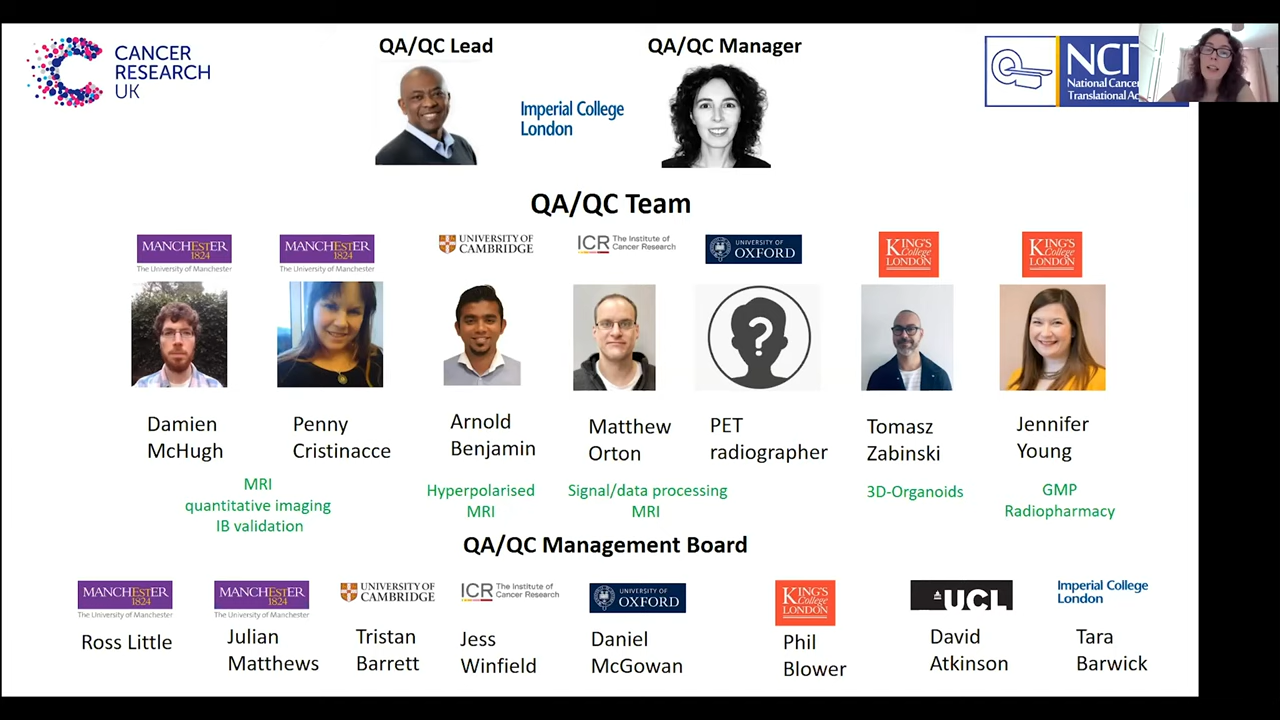 CANCER
RESEARCH
UK
QA/QC Lead
QA/QC Manager
Imperial College
London
NCIT
National Cance
Translational Ac
QA/QC Team
MANCHESTER
1824
The University of Manchester
MANCHESTER
1824
The University of Manchester
UNIVERSITY OF
CAMBRIDGE
ICR The Institute of
Cancer Research
UNIVERSITY OF
OXFORD
KING'S
College
LONDON
KING'S
College
LONDON
?
Damien
McHugh
Penny
Cristinacce
Arnold
Benjamin
Matthew
Orton
PET
radiographer
Tomasz
Zabinski
Jennifer
Young
MRI
quantitative imaging
IB validation
Hyperpolarised
MRI
Signal/data processing
MRI
3D-Organoids
GMP
Radiopharmacy
QA/QC Management Board
MANCHESTER
1824
The University of Manchester
MANCHESTER
1824
The University of Manchester
UNIVERSITY OF
CAMBRIDGE
ICR The Institute of
Cancer Research
UNIVERSITY OF
OXFORD
KING'S
College
LONDON
UCL
Imperial College
London
Ross Little
Julian
Matthews
Tristan
Barrett
Jess
Winfield
Daniel
McGowan
Phil
Blower
David
Atkinson
Tara
Barwick